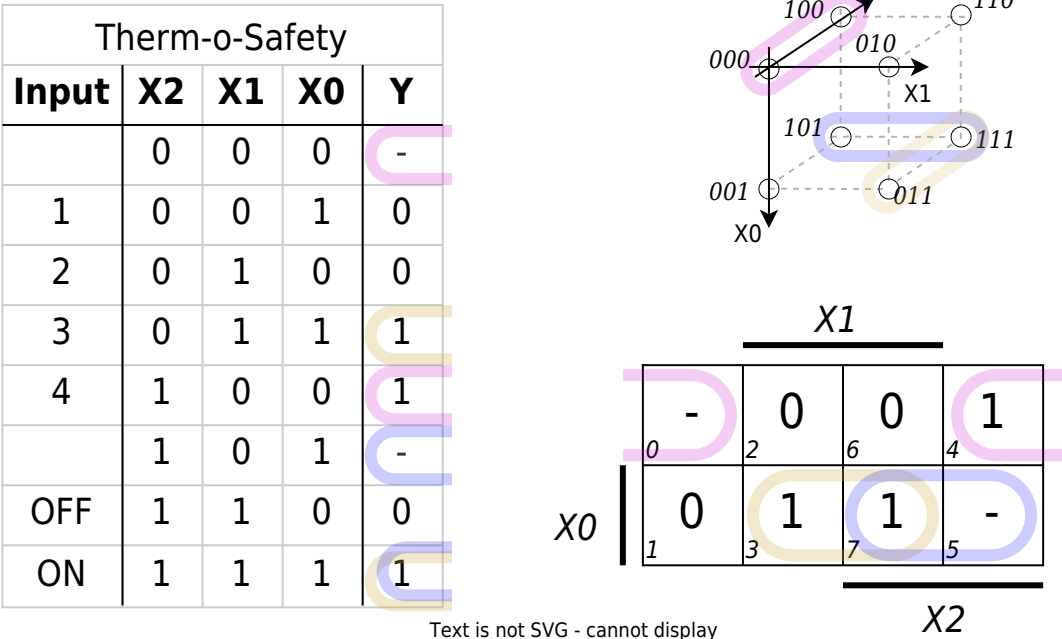 Therm-o-Safety
Input X2 X1 X0 Y
0 0 0 -
1 0 0 1 0
2 0 1 0 0
3 0 1 1 1
4 1 0 0 1
1 0 1 -
OFF 1 1 0 0
ON 1 1 1 1
100
110
000
010
X1
101
111
001
011
X0
X1
- 0 0 1
0 2 6 4
X0
0 1 1 -
1 3 7 5
X2
Text is not SVG - cannot display